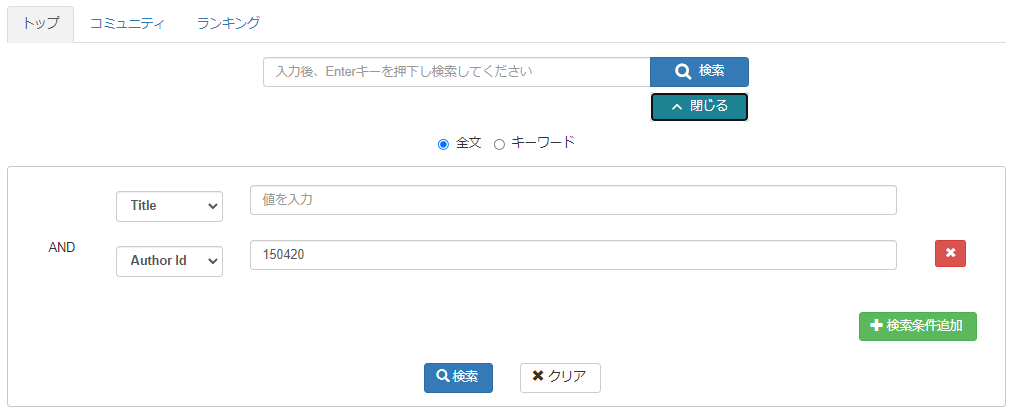 トップ コミュニティ ランキング
入力後、Enterキーを押下し検索してください 検索
閉じる
全文 キーワード
Title 値を入力
AND Author Id 150420
検索条件追加
検索 クリア